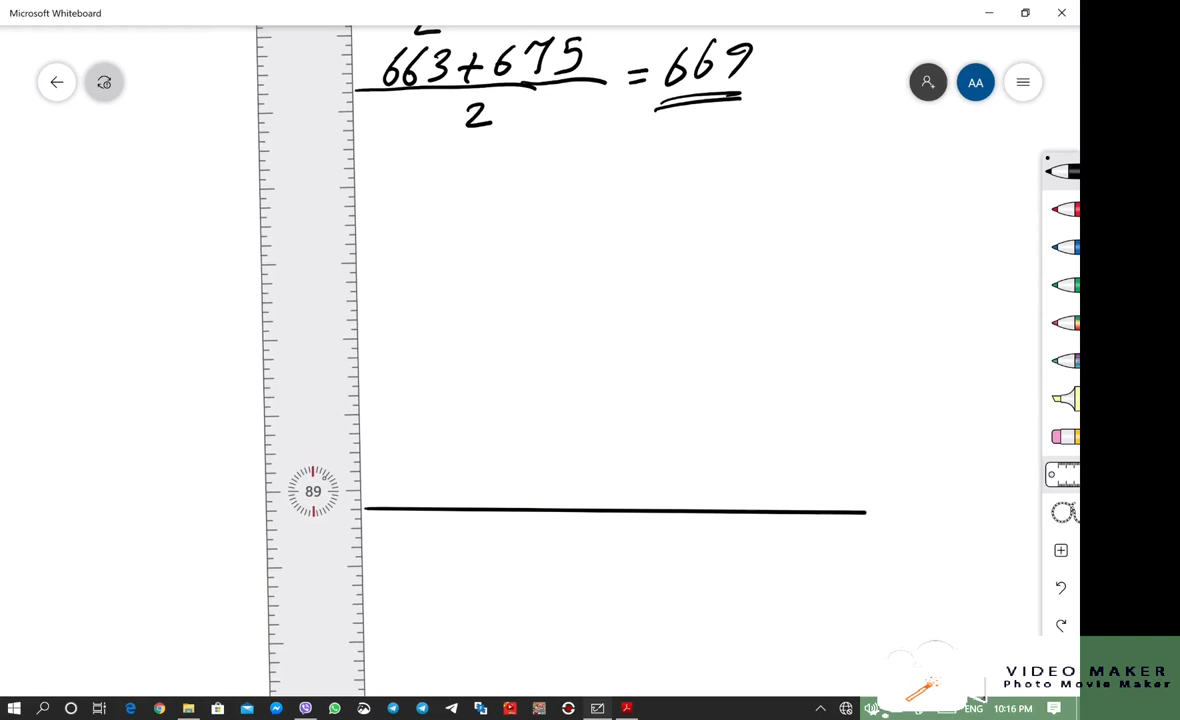 Microsoft Whiteboard
663+675 = 669
2
AA
89
ENG 10:16 PM
VIDEO MAKER
Photo Movie Maker